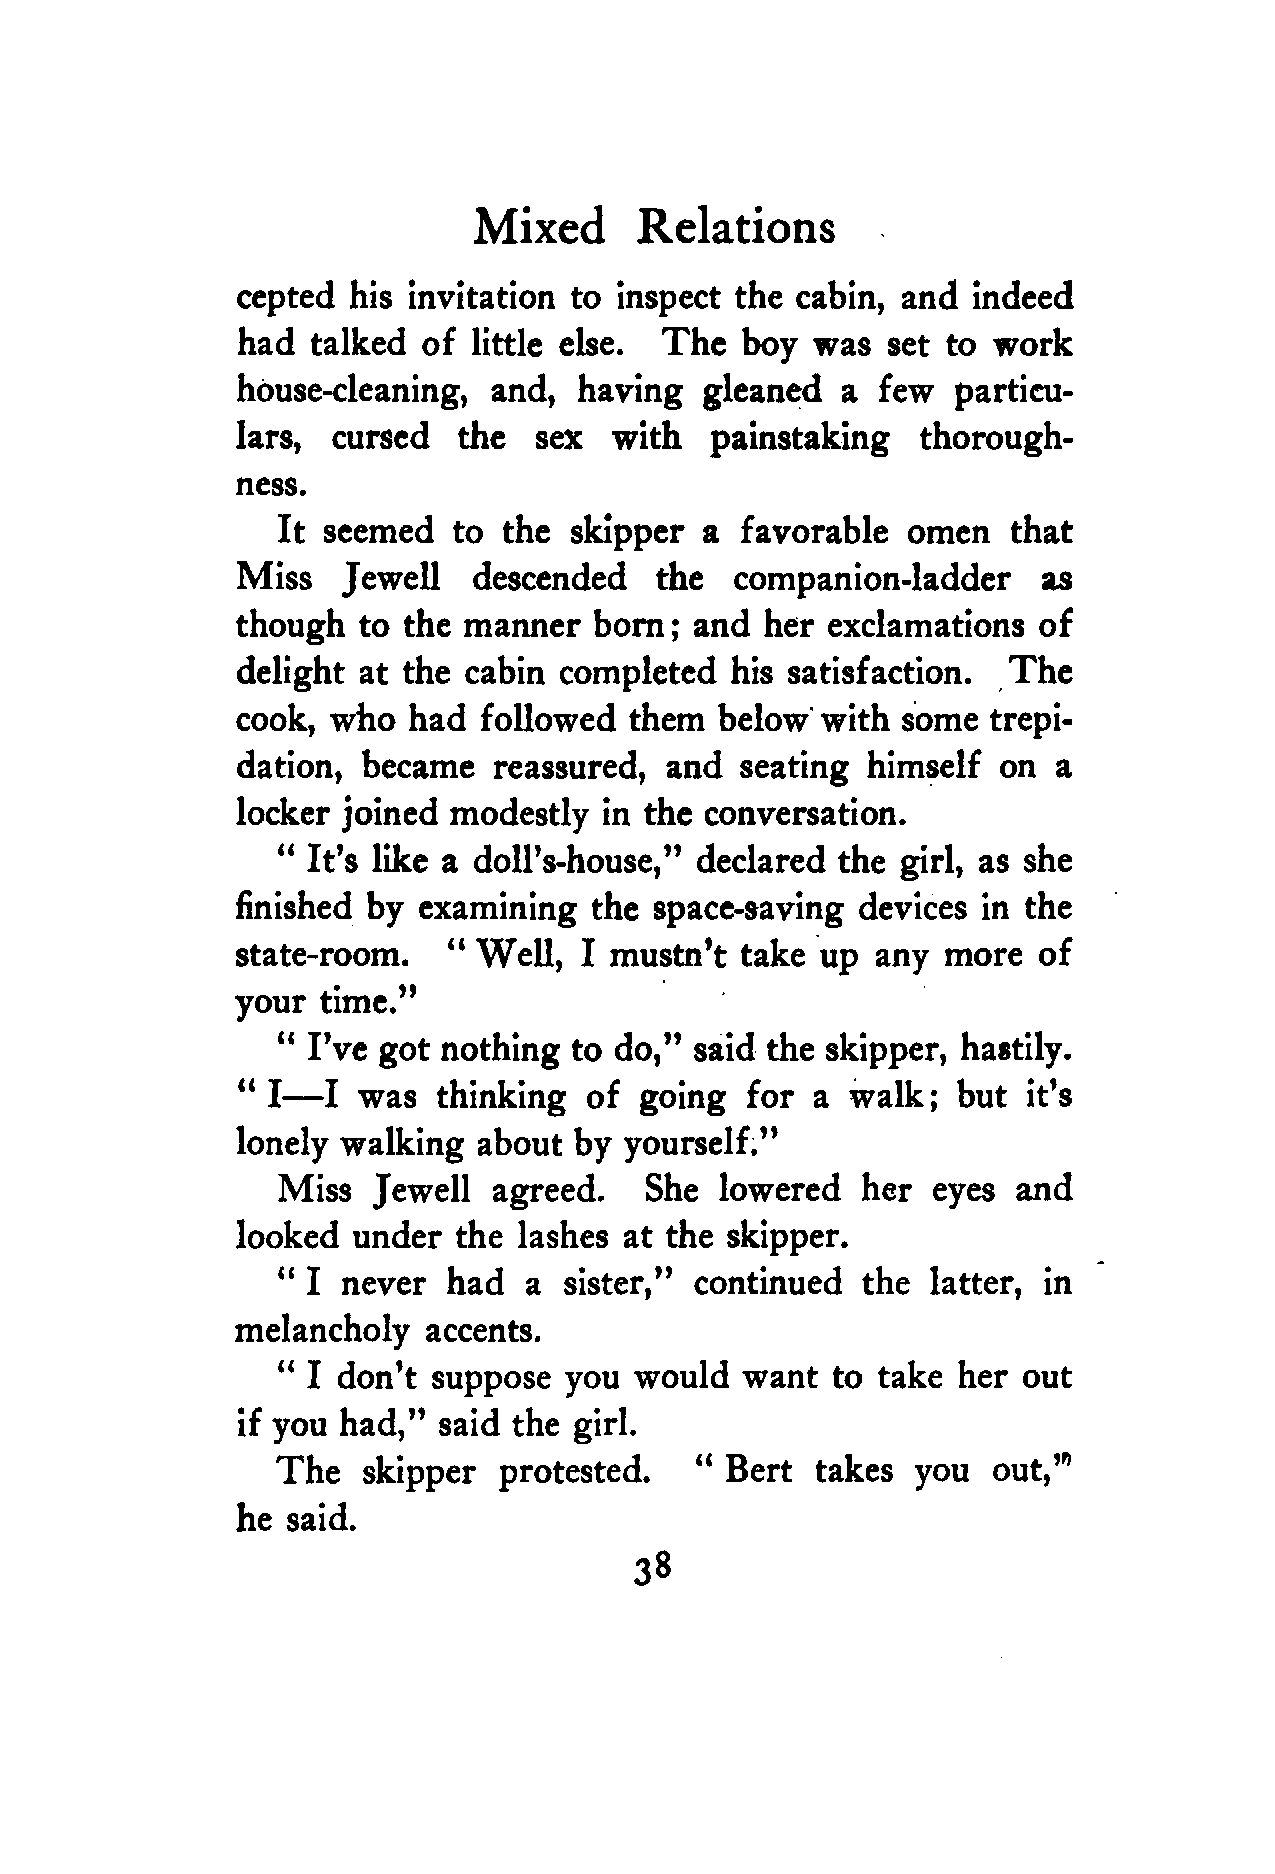 Mixed Relations
cepted his invitation to inspect the cabin, and indeed
had talked of little else. The boy was set to work
house-cleaning, and, having gleaned a few particu-
lars, cursed the sex with painstaking thorough-
ness.
It seemed to the skipper a favorable omen that
Miss Jewell descended the companion-ladder as
though to the manner born; and her exclamations of
delight at the cabin completed his satisfaction. The
cook, who had followed them below with some trepi-
dation, became reassured, and seating himself on a
locker joined modestly in the conversation.
“ It’s like a doll’s-house,” declared the girl, as she
finished by examining the space-saving devices in the
state-room. “ Well, I mustn’t take up any more of
your time.”
“ I’ve got nothing to do,” said the skipper, hastily.
“ I—I was thinking of going for a walk; but it’s
lonely walking about by yourself.”
Miss Jewell agreed. She lowered her eyes and
looked under the lashes at the skipper.
“ I never had a sister,” continued the latter, in
melancholy accents.
“ I don’t suppose you would want to take her out
if you had,” said the girl.
The skipper protested. “ Bert takes you out,”
he said.
38